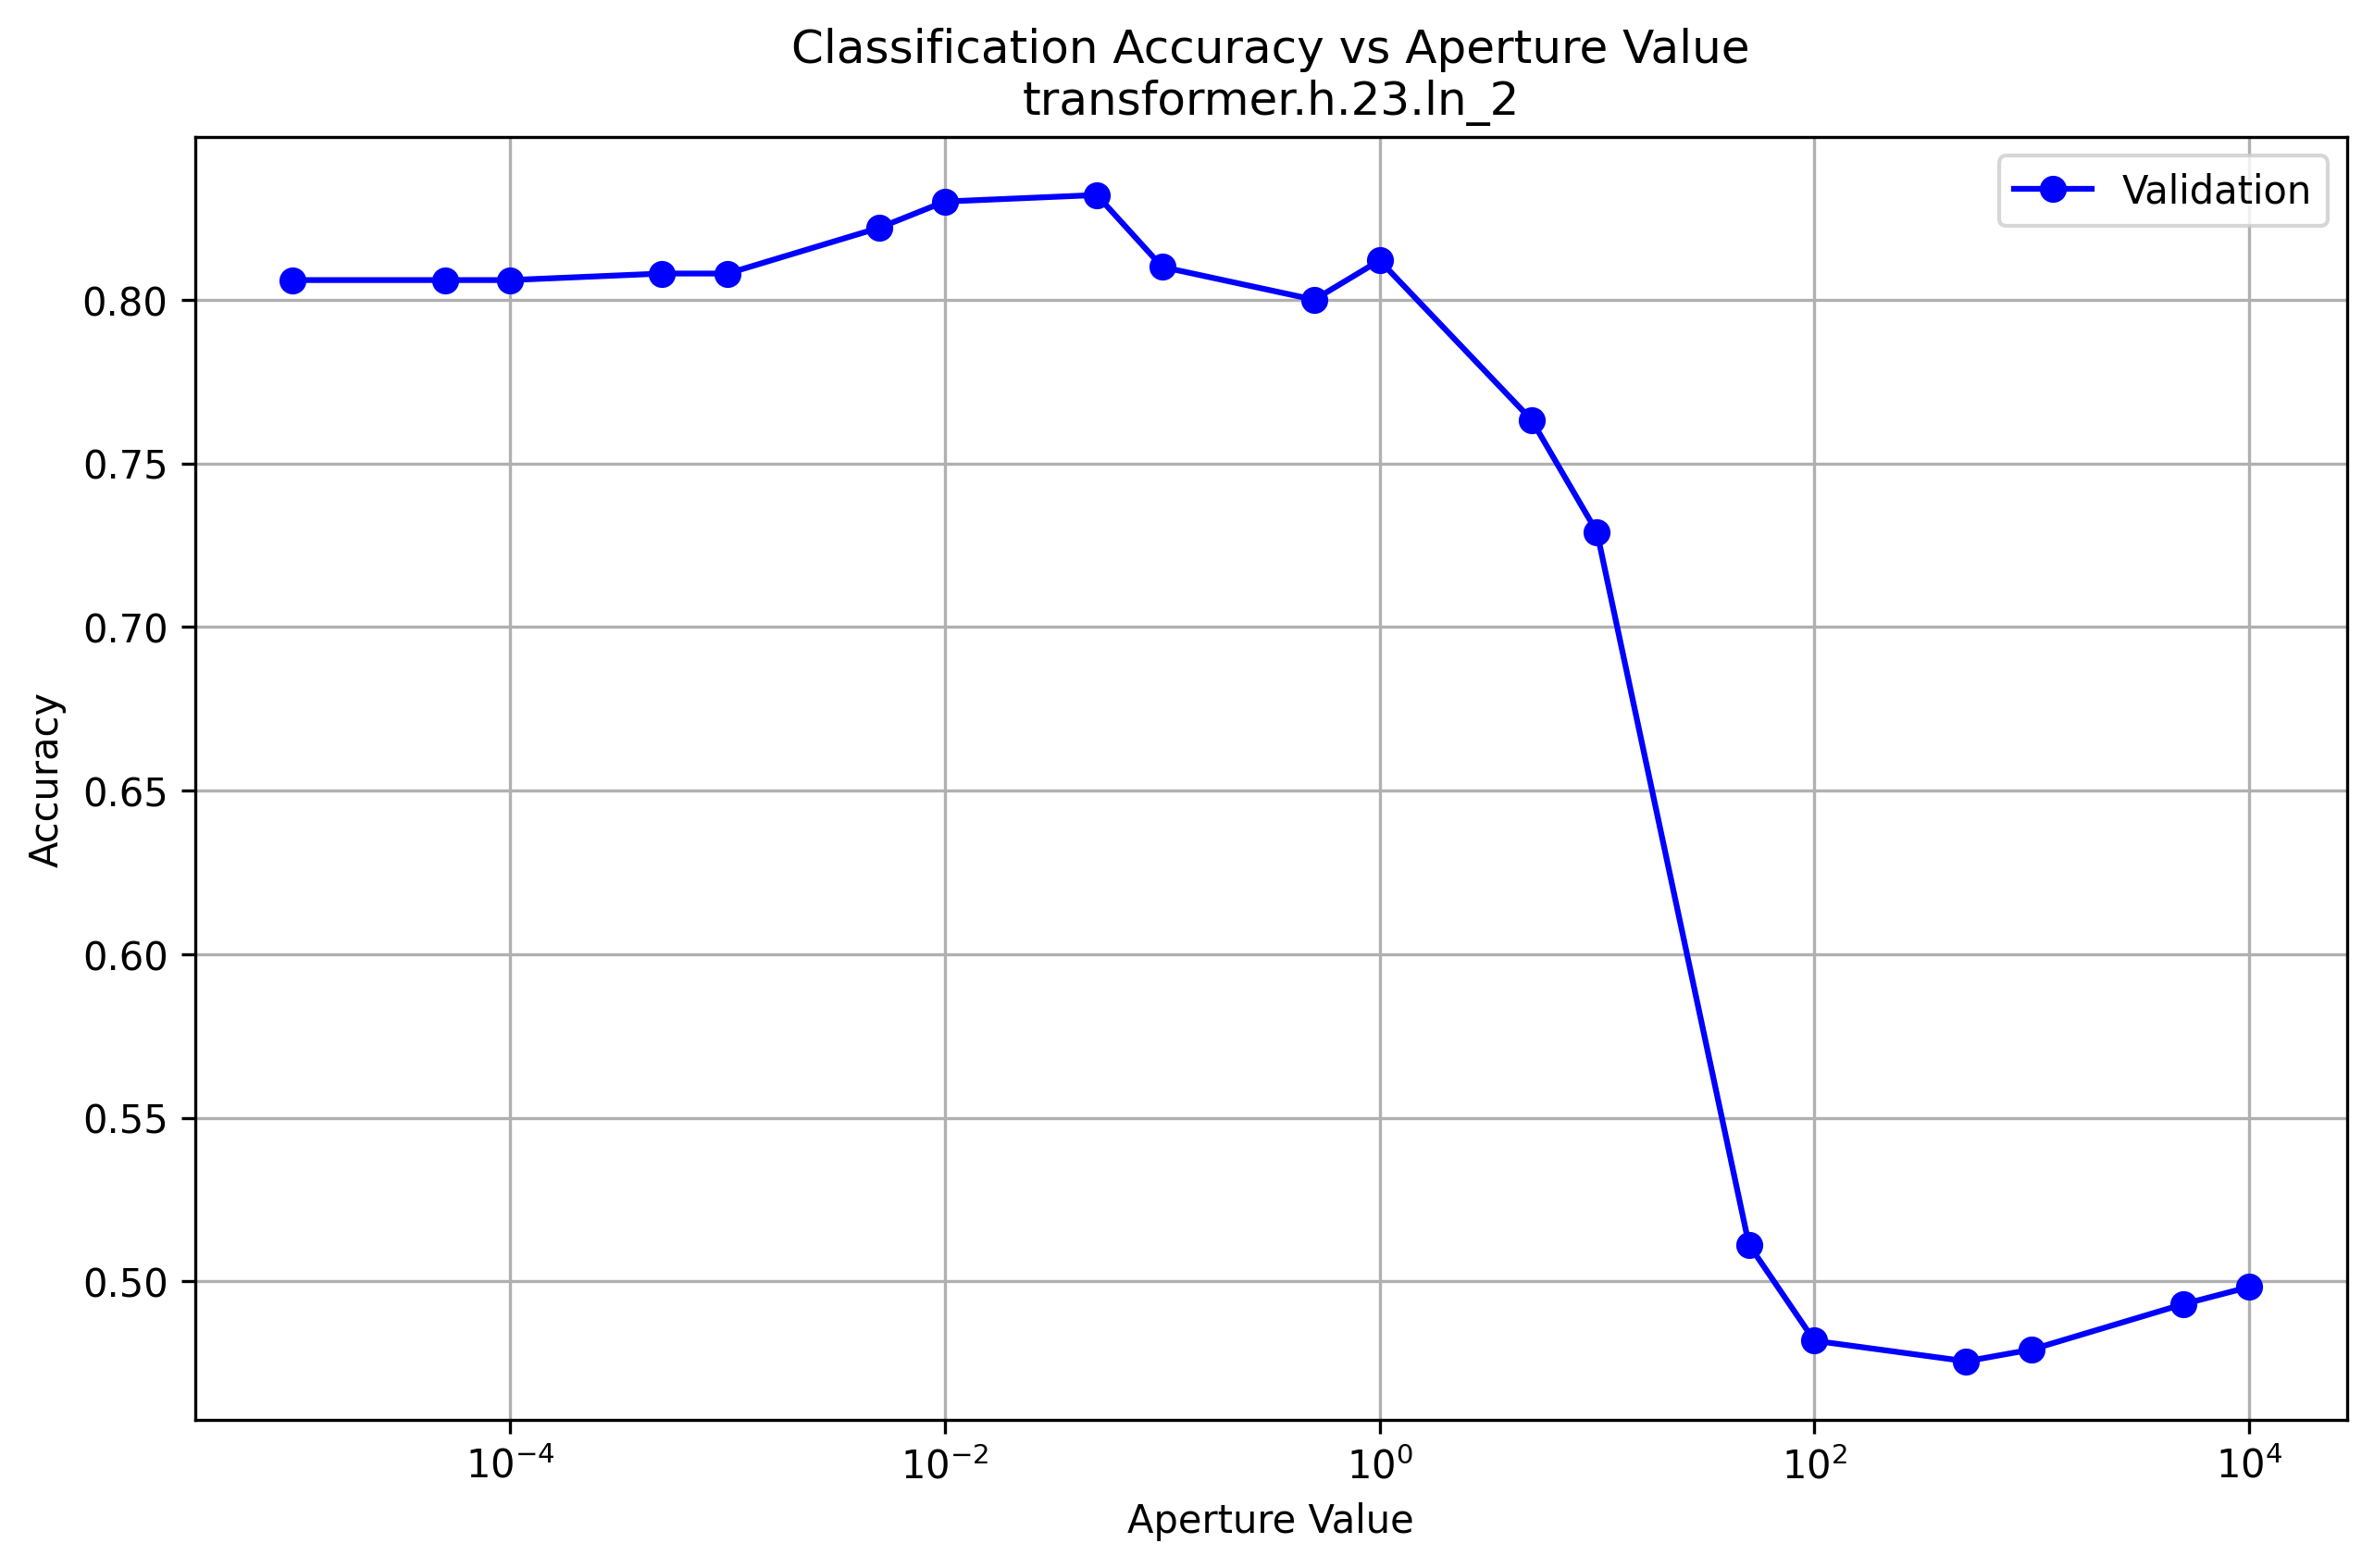 Classification Accuracy vs Aperture Value
transformer.h.23.ln_2
Validation
0.80
0.75
0.70
0.65
0.60
0.55
0.50
Accuracy
10⁻⁴ 10⁻² 10⁰ 10² 10⁴
Aperture Value